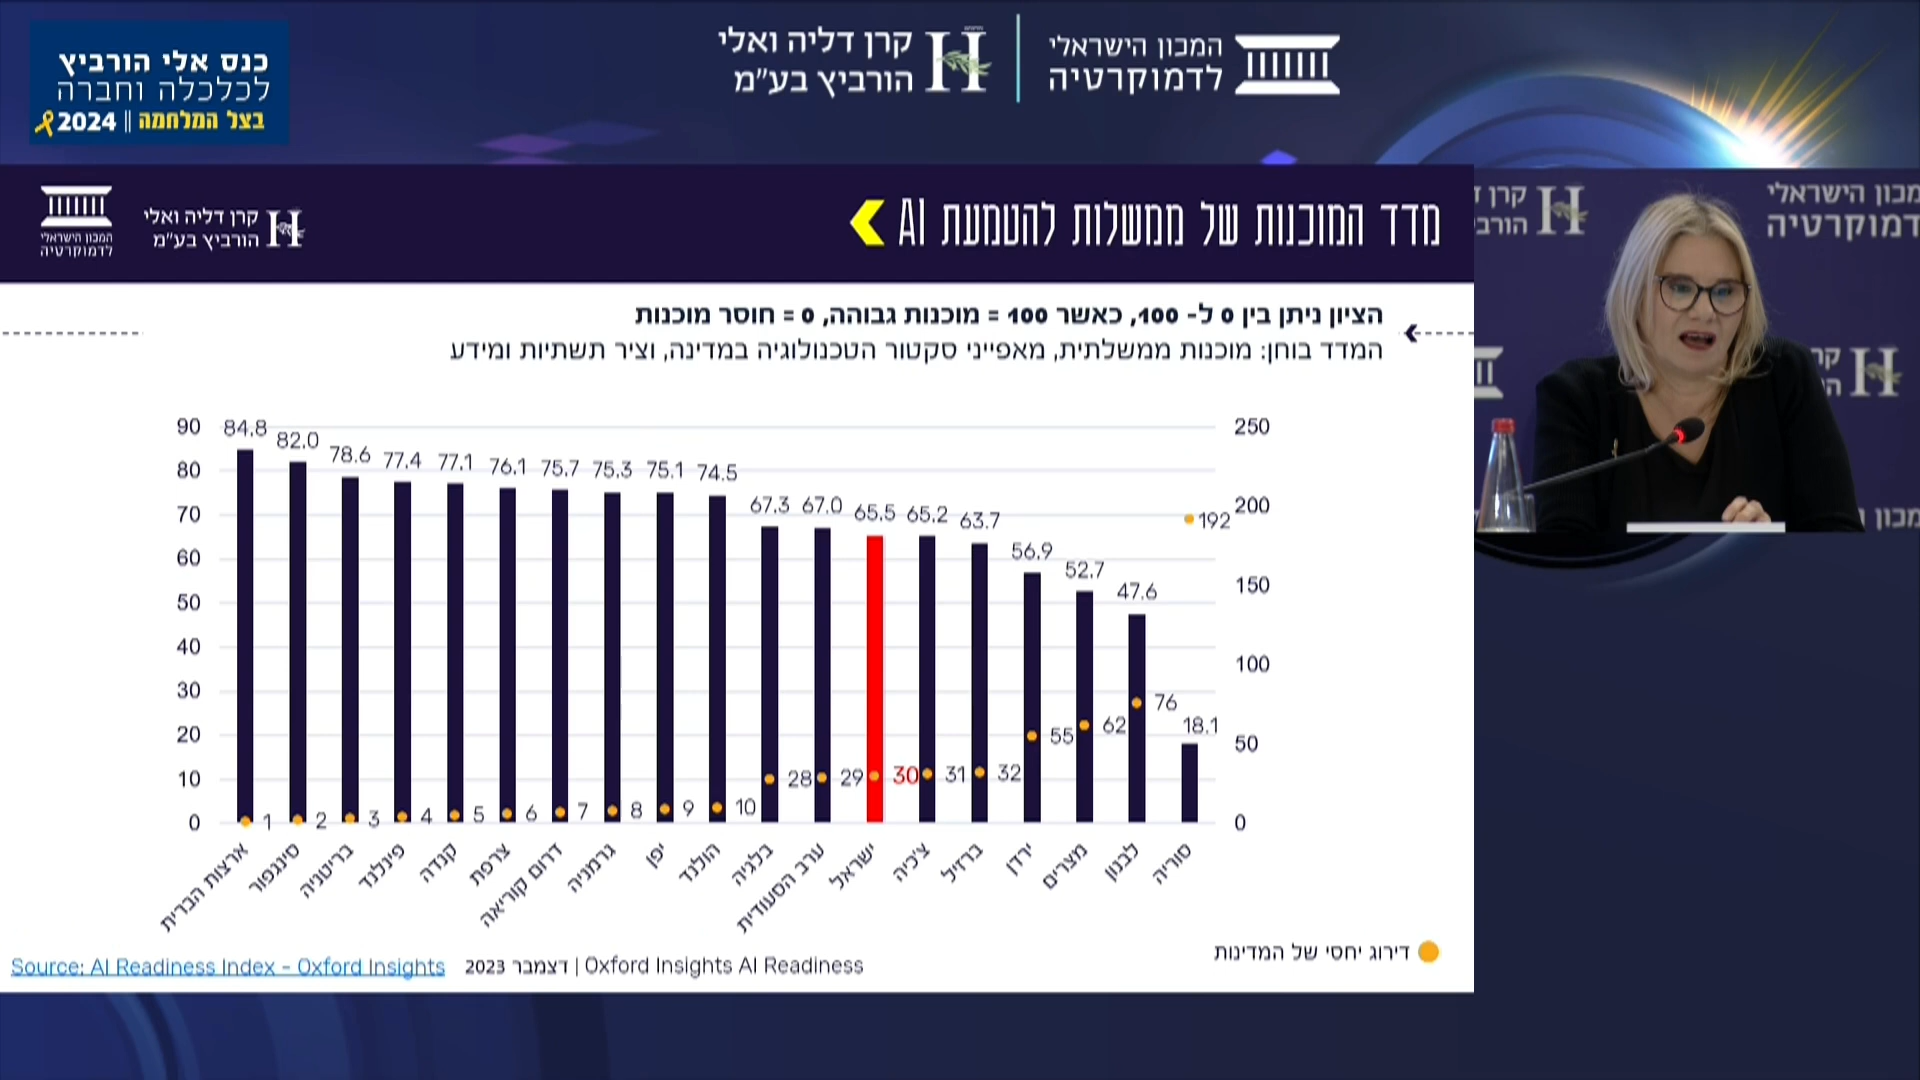 כנס אלי הורביץ
לכלכלה וחברה
בצל המלחמה || 2024
המכון הישראלי
לדמוקרטיה
קרן דליה ואלי
הורביץ בע"מ
מדד המוכנות של ממשלות להטמעת AI
קרן דליה ואלי
הורביץ בע"מ
המכון הישראלי
לדמוקרטיה
הציון ניתן בין 0 ל- 100, כאשר 100 = מוכנות גבוהה, 0 = חוסר מוכנות
המדד בוחן: מוכנות ממשלתית, מאפייני סקטור הטכנולוגיה במדינה, וציר תשתיות ומידע
90
80
70
60
50
40
30
20
10
0
84.8
82.0
78.6
77.4
77.1
76.1
75.7
75.3
75.1
74.5
67.3
67.0
65.5
65.2
63.7
56.9
52.7
47.6
18.1
1
2
3
4
5
6
7
8
9
10
28
29
30
31
32
55
62
76
192
250
200
150
100
50
0
ארצות הברית
סינגפור
בריטניה
פינלנד
קנדה
צרפת
דרום קוריאה
גרמניה
יפן
הולנד
בלגיה
ערב הסעודית
ישראל
צ'כיה
ברזיל
ירדן
מצרים
לבנון
סוריה
דירוג יחסי של המדינות
Source: AI Readiness Index – Oxford Insights
דצמבר 2023 | Oxford Insights AI Readiness
מכון הישראלי
דמוקרטיה
קרן ד
הורב
קר
הו
מכון